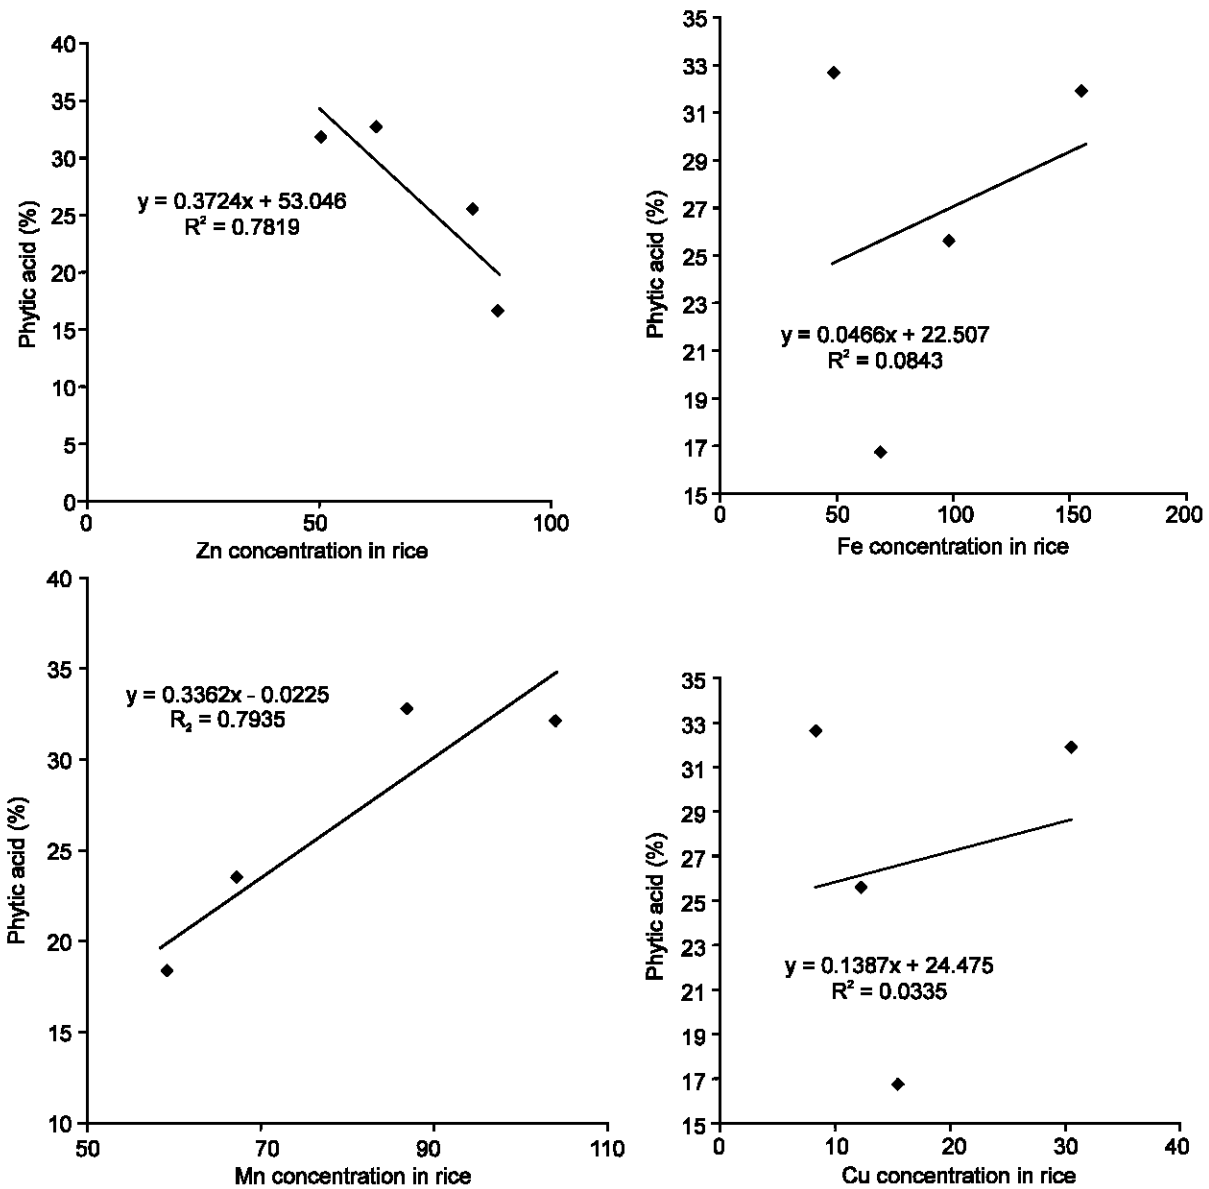 40
35
30
25
20
15
10
5
0
Phytic acid (%)
y = 0.3724x + 53.046
R² = 0.7819
0 50 100
Zn concentration in rice
35
33
31
29
27
25
23
21
19
17
15
Phytic acid (%)
y = 0.0466x + 22.507
R² = 0.0843
0 50 100 150 200
Fe concentration in rice
40
35
30
25
20
15
10
Phytic acid (%)
y = 0.3362x - 0.0225
R₂ = 0.7935
50 70 90 110
Mn concentration in rice
35
33
31
29
27
25
23
21
19
17
15
Phytic acid (%)
y = 0.1387x + 24.475
R² = 0.0335
0 10 20 30 40
Cu concentration in rice